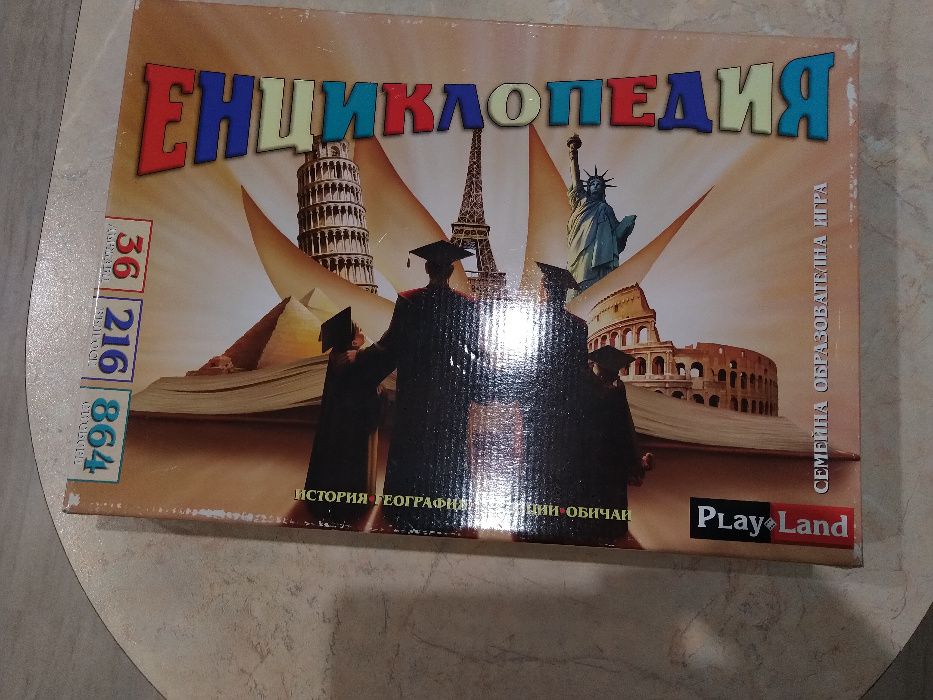 ЕНЦИКЛОПЕДИЯ
36
216
864
СЕМЕЙНА ОБРАЗОВАТЕЛНА ИГРА
ИСТОРИЯ•ГЕОГРАФИЯ ОБИЧАИ
PLay Land